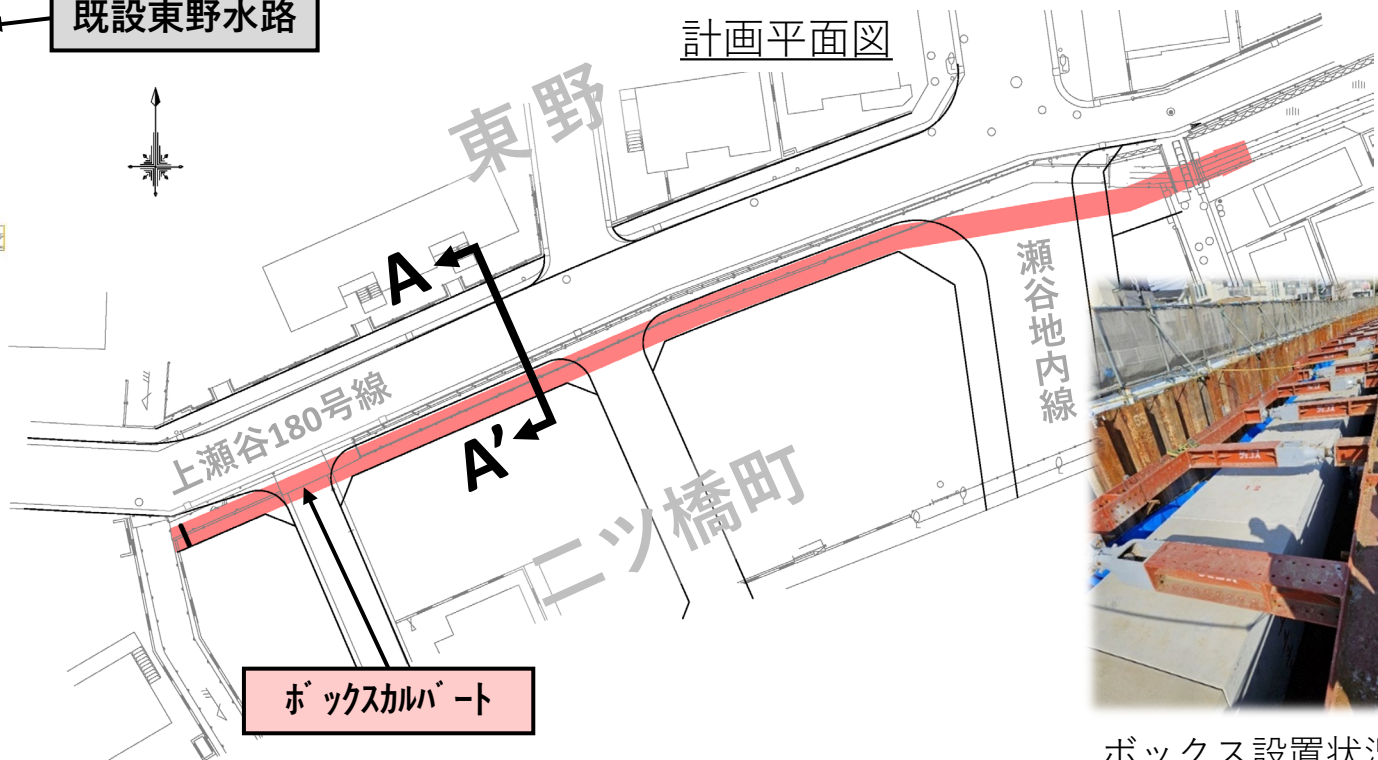 既設東野水路
計画平面図
東野
A
上瀬谷180号線
A'
瀬谷地内線
二ツ橋町
ボックスカルバート
ボックス設置状況